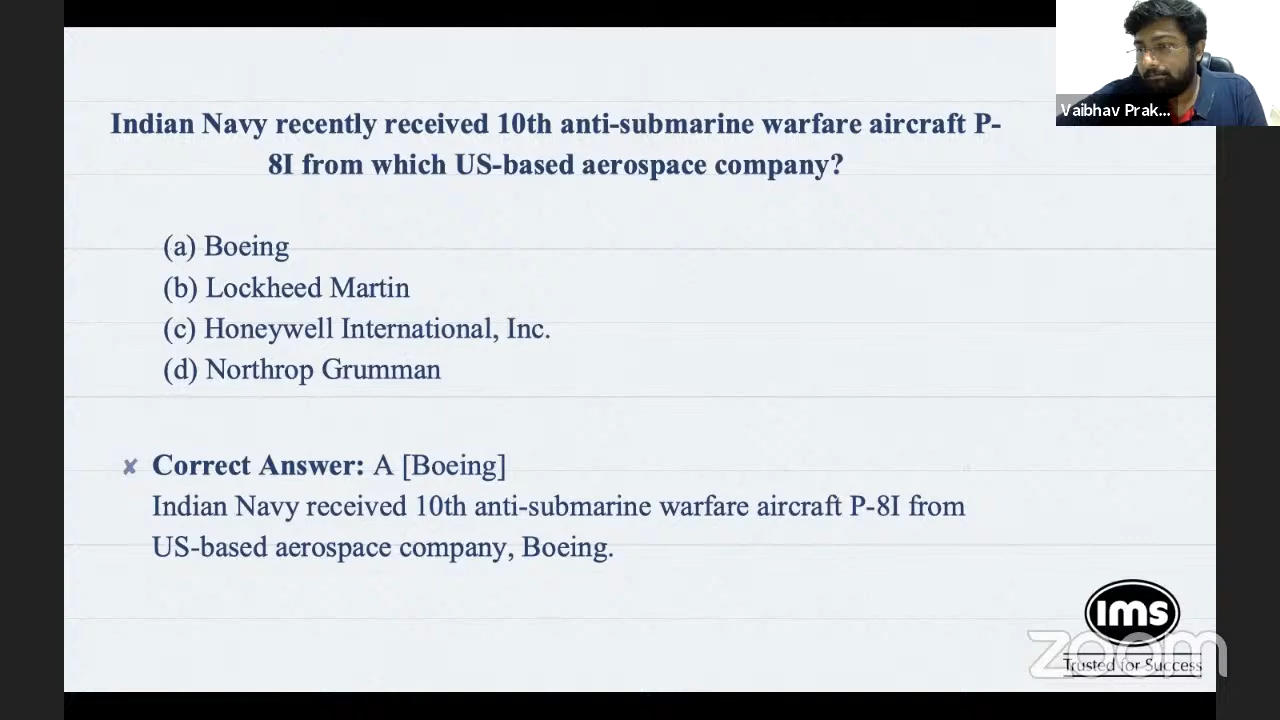 Indian Navy recently received 10th anti-submarine warfare aircraft P-
8I from which US-based aerospace company?
(a) Boeing
(b) Lockheed Martin
(c) Honeywell International, Inc.
(d) Northrop Grumman
✘ Correct Answer: A [Boeing]
Indian Navy received 10th anti-submarine warfare aircraft P-8I from
US-based aerospace company, Boeing.
Vaibhav Prak...
ims
zoom
Trusted for Success